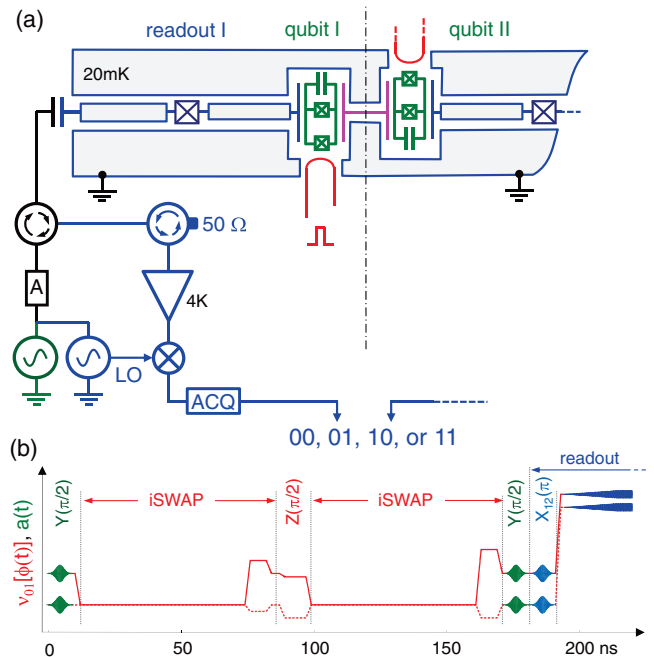 (a)
readout I
qubit I
qubit II
20mK
50 Ω
A
4K
LO
ACQ
00, 01, 10, or 11
(b)
readout
Y(π/2)
iSWAP
Z(π/2)
iSWAP
Y(π/2)
X₁₂(π)
ν₀₁[ϕ(t)], a(t)
0
50
100
150
200 ns